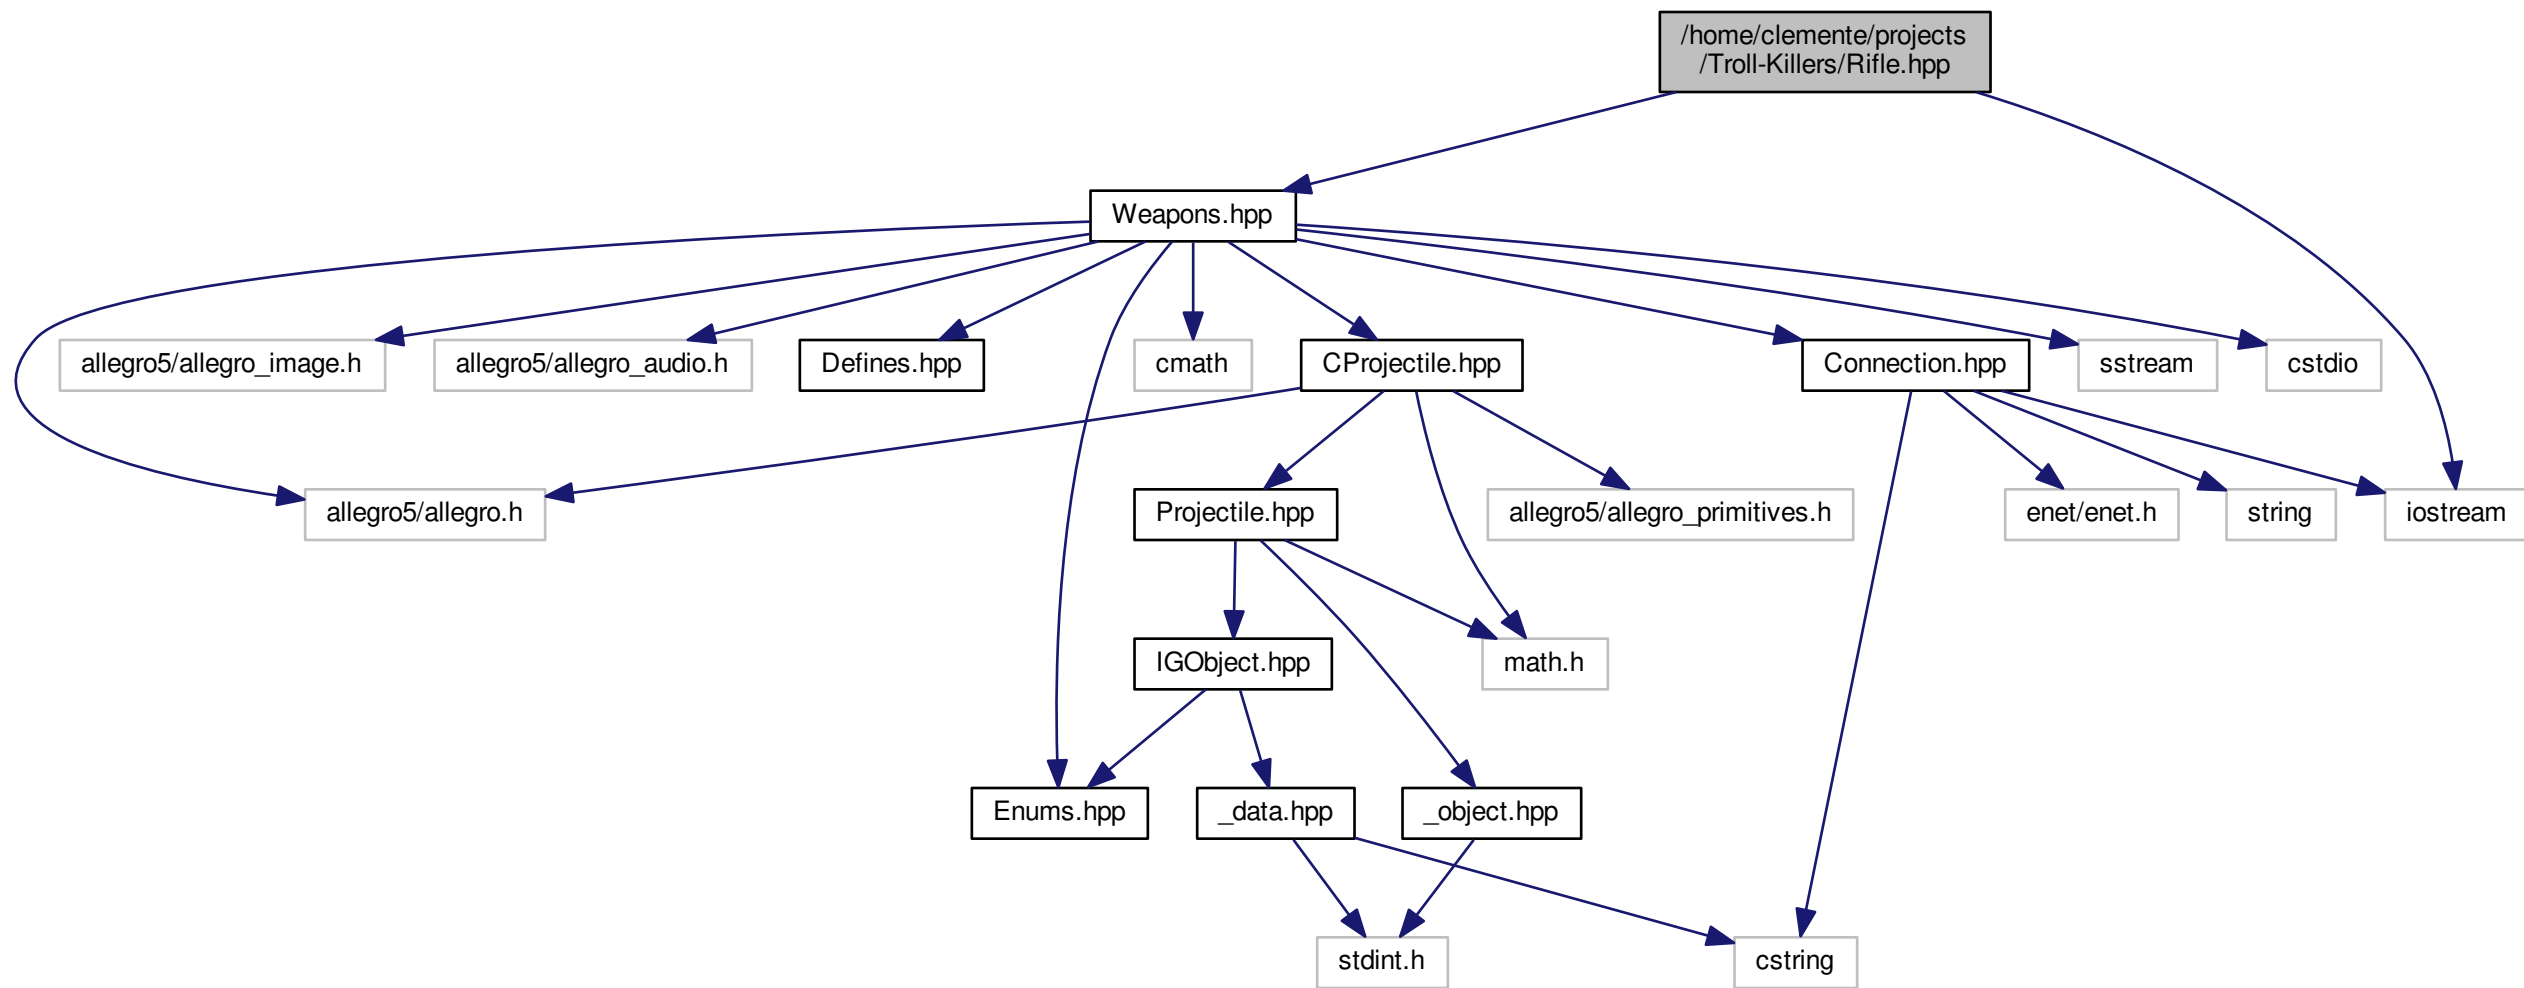 /home/clemente/projects
/Troll-Killers/Rifle.hpp
Weapons.hpp
allegro5/allegro_image.h
allegro5/allegro_audio.h
Defines.hpp
cmath
CProjectile.hpp
Connection.hpp
sstream
cstdio
allegro5/allegro.h
Projectile.hpp
allegro5/allegro_primitives.h
enet/enet.h
string
iostream
IGObject.hpp
math.h
Enums.hpp
_data.hpp
_object.hpp
stdint.h
cstring